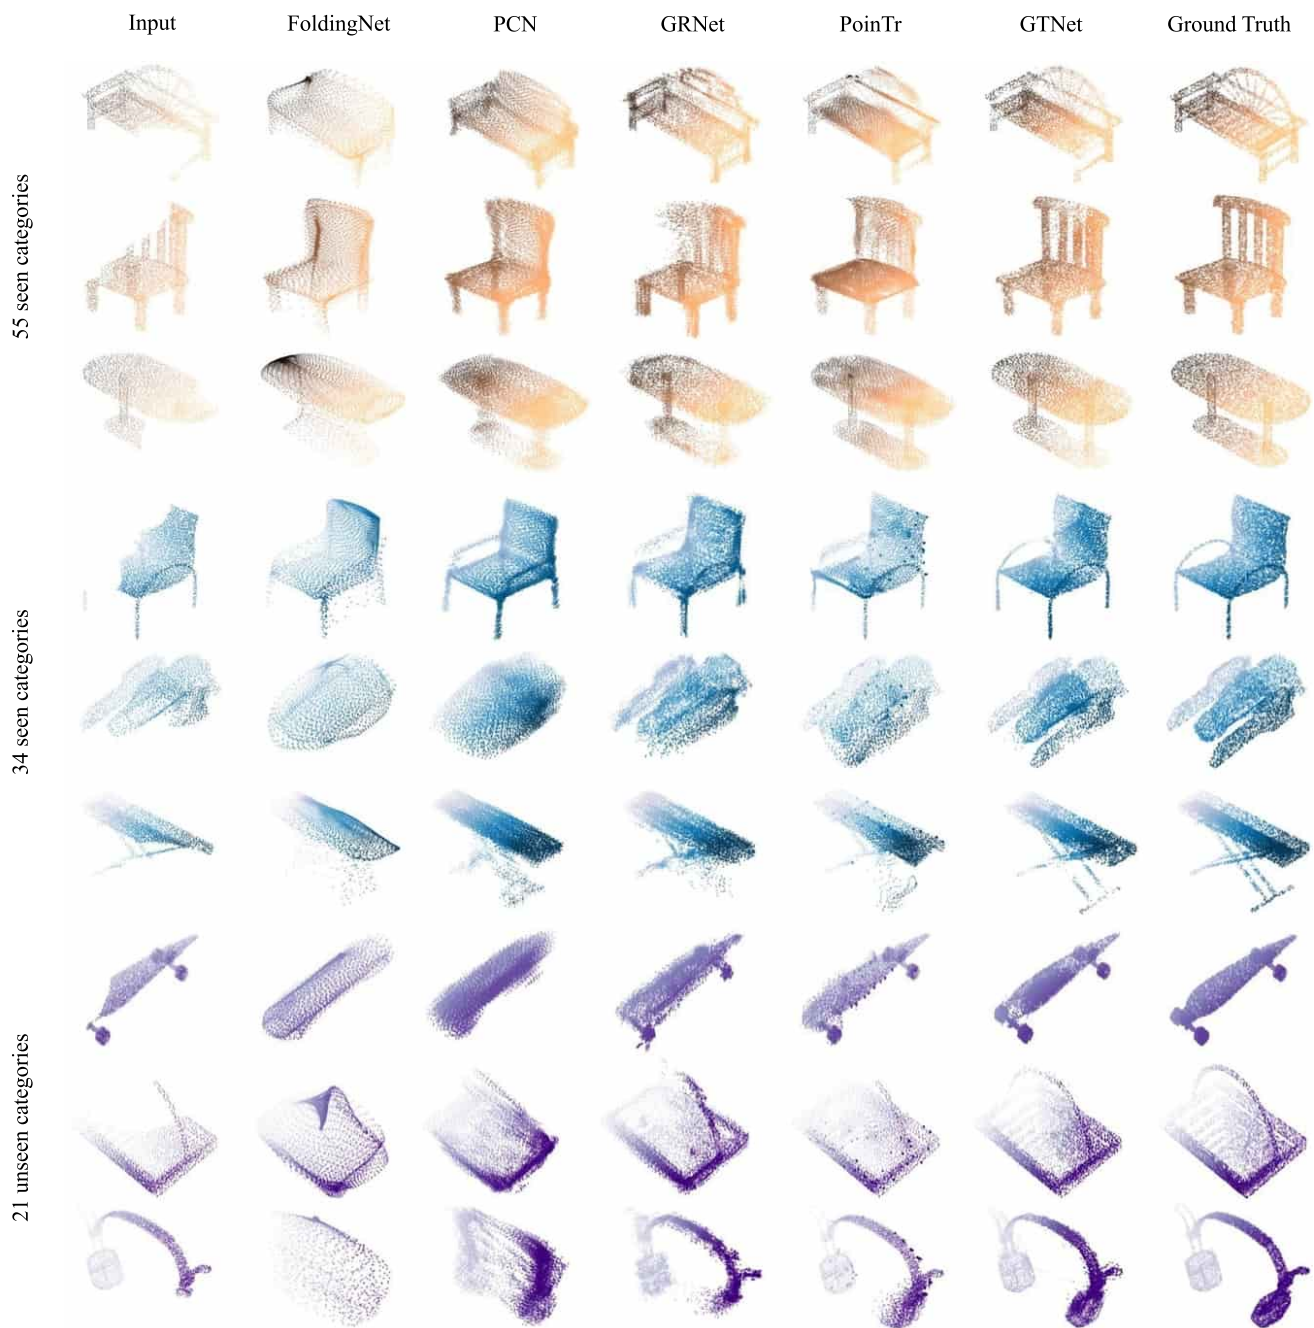 Input FoldingNet PCN GRNet PoinTr GTNet Ground Truth
55 seen categories
34 seen categories
21 unseen categories